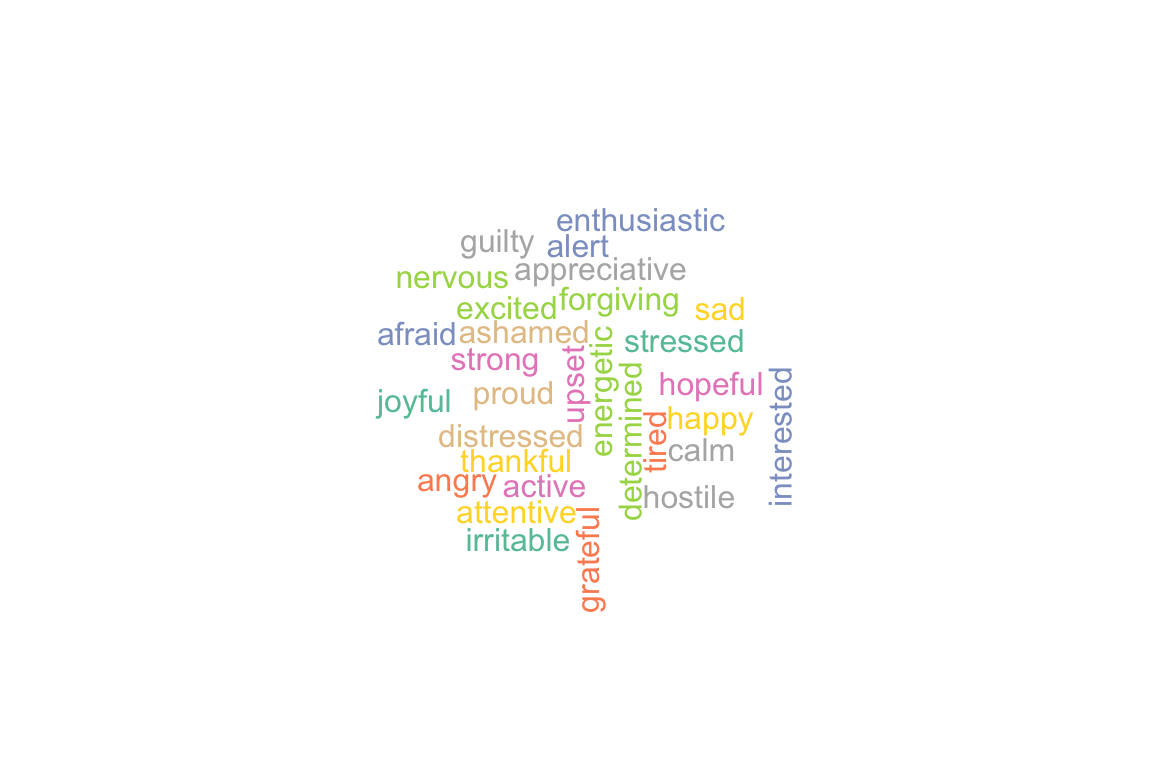 enthusiastic
guilty
alert
appreciative
nervous
forgiving
excited
sad
afraid
ashamed
stressed
strong
upset
energetic
hopeful
joyful
proud
determined
happy
interested
distressed
tired
calm
thankful
angry
active
hostile
attentive
irritable
grateful